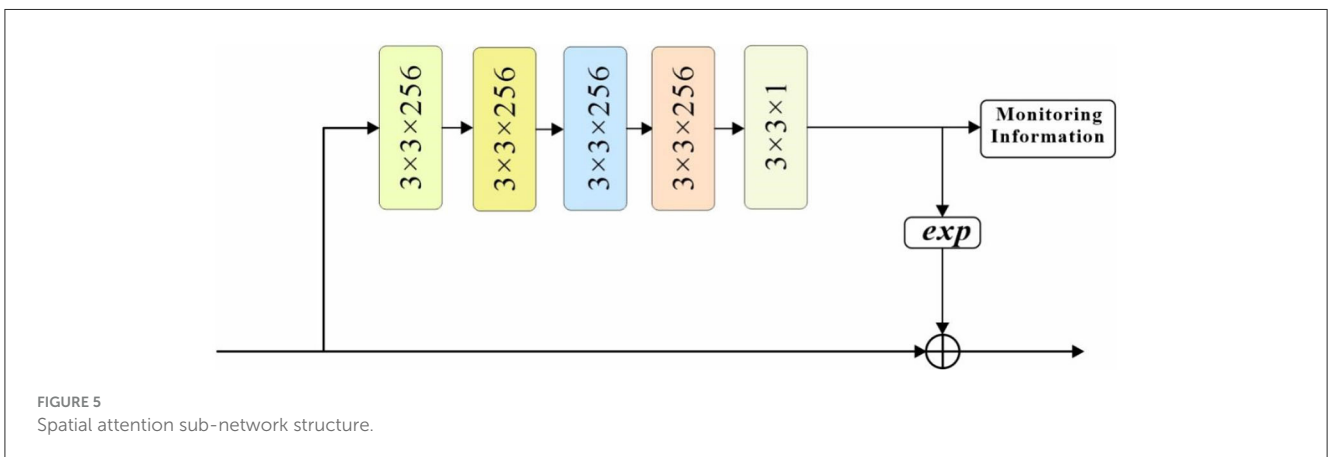 3×3×256
3×3×256
3×3×256
3×3×256
3×3×1
Monitoring
Information
exp
FIGURE 5
Spatial attention sub-network structure.